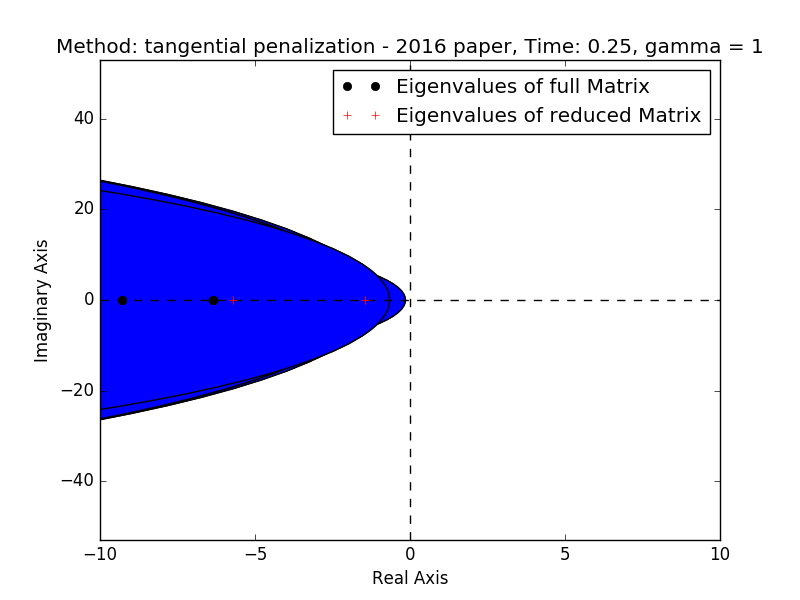 Method: tangential penalization - 2016 paper, Time: 0.25, gamma = 1
Eigenvalues of full Matrix
Eigenvalues of reduced Matrix
40
20
0
−20
−40
Imaginary Axis
−10
−5
0
5
10
Real Axis